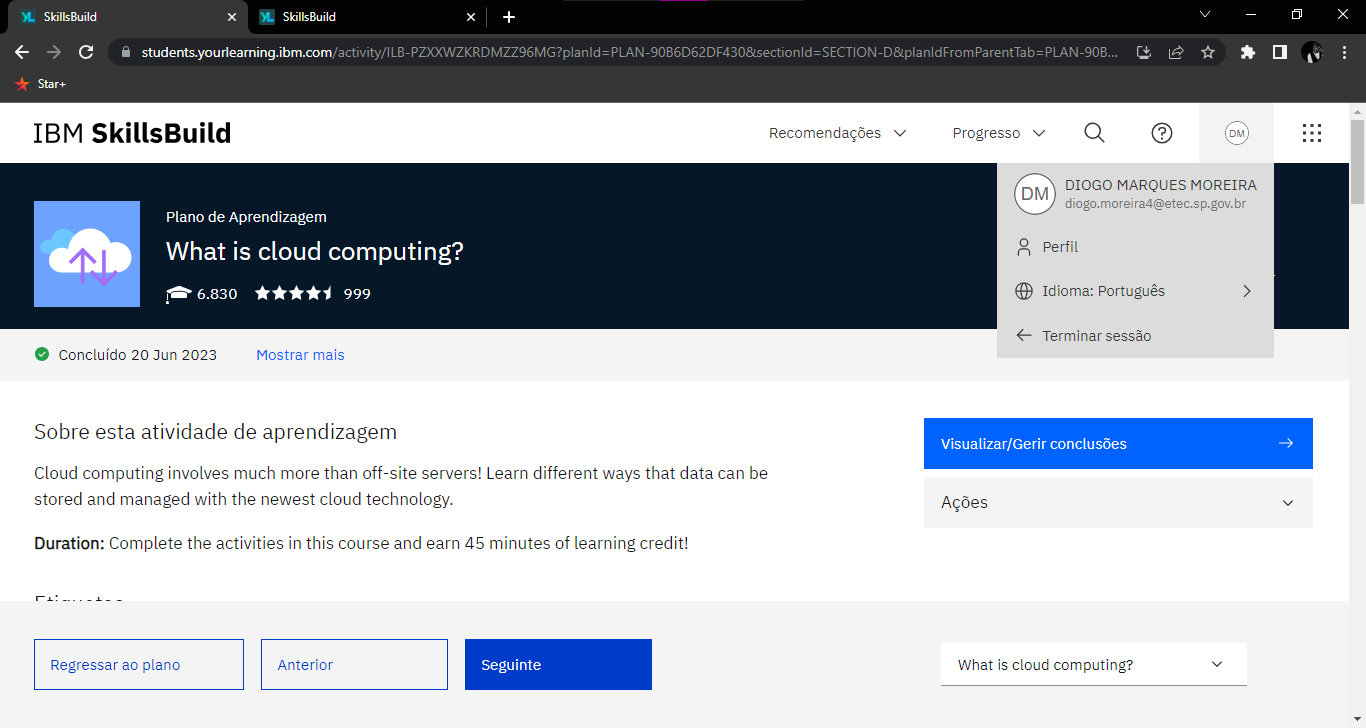 SkillsBuild
SkillsBuild
students.yourlearning.ibm.com/activity/ILB-PZXXWZKRDMZZ96MG?planId=PLAN-90B6D62DF430&sectionId=SECTION-D&planIdFromParentTab=PLAN-90B...
Star+
IBM SkillsBuild
Recomendações
Progresso
DM
DM
DIOGO MARQUES MOREIRA
diogo.moreira4@etec.sp.gov.br
Perfil
Idioma: Português
Terminar sessão
Plano de Aprendizagem
What is cloud computing?
6.830
999
Concluído 20 Jun 2023
Mostrar mais
Sobre esta atividade de aprendizagem
Cloud computing involves much more than off-site servers! Learn different ways that data can be
stored and managed with the newest cloud technology.
Duration: Complete the activities in this course and earn 45 minutes of learning credit!
Visualizar/Gerir conclusões
Ações
Etiquetas
Regressar ao plano
Anterior
Seguinte
What is cloud computing?